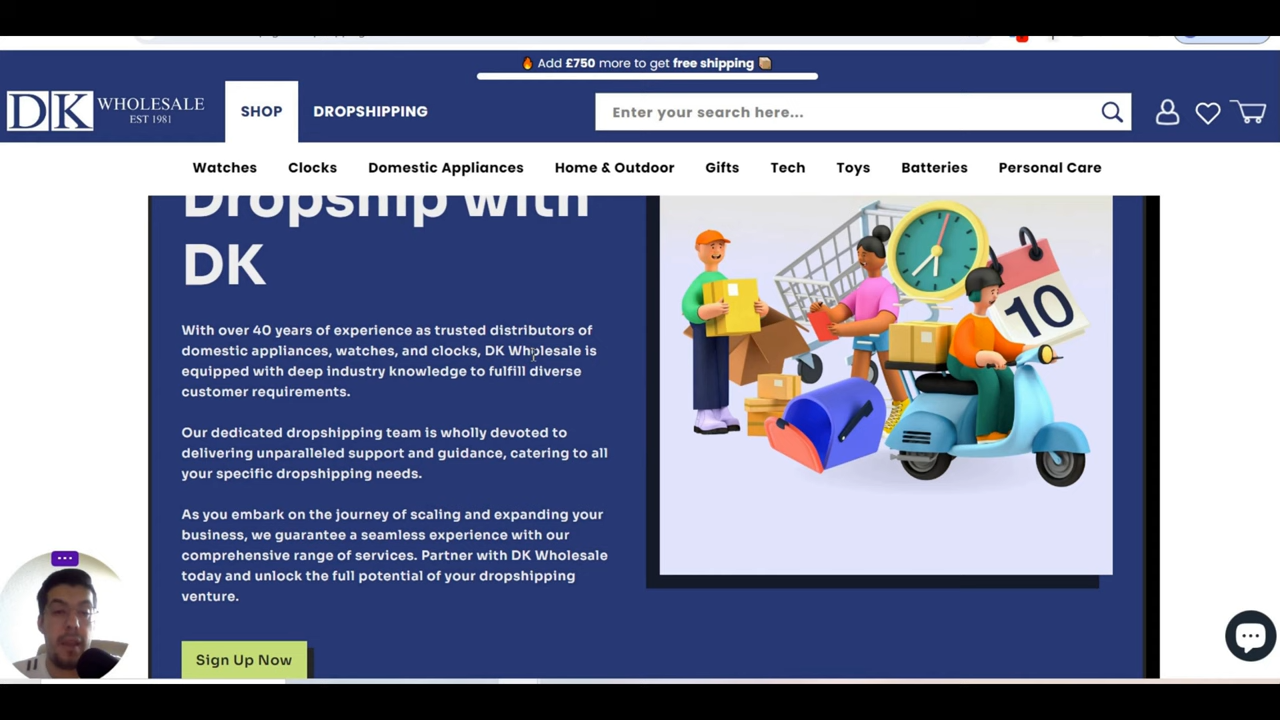 🔥 Add £750 more to get free shipping 📦
DK WHOLESALE
EST 1981
SHOP
DROPSHIPPING
Enter your search here...
Watches
Clocks
Domestic Appliances
Home & Outdoor
Gifts
Tech
Toys
Batteries
Personal Care
Dropship with
DK
With over 40 years of experience as trusted distributors of
domestic appliances, watches, and clocks, DK Wholesale is
equipped with deep industry knowledge to fulfill diverse
customer requirements.
Our dedicated dropshipping team is wholly devoted to
delivering unparalleled support and guidance, catering to all
your specific dropshipping needs.
As you embark on the journey of scaling and expanding your
business, we guarantee a seamless experience with our
comprehensive range of services. Partner with DK Wholesale
today and unlock the full potential of your dropshipping
venture.
Sign Up Now
10